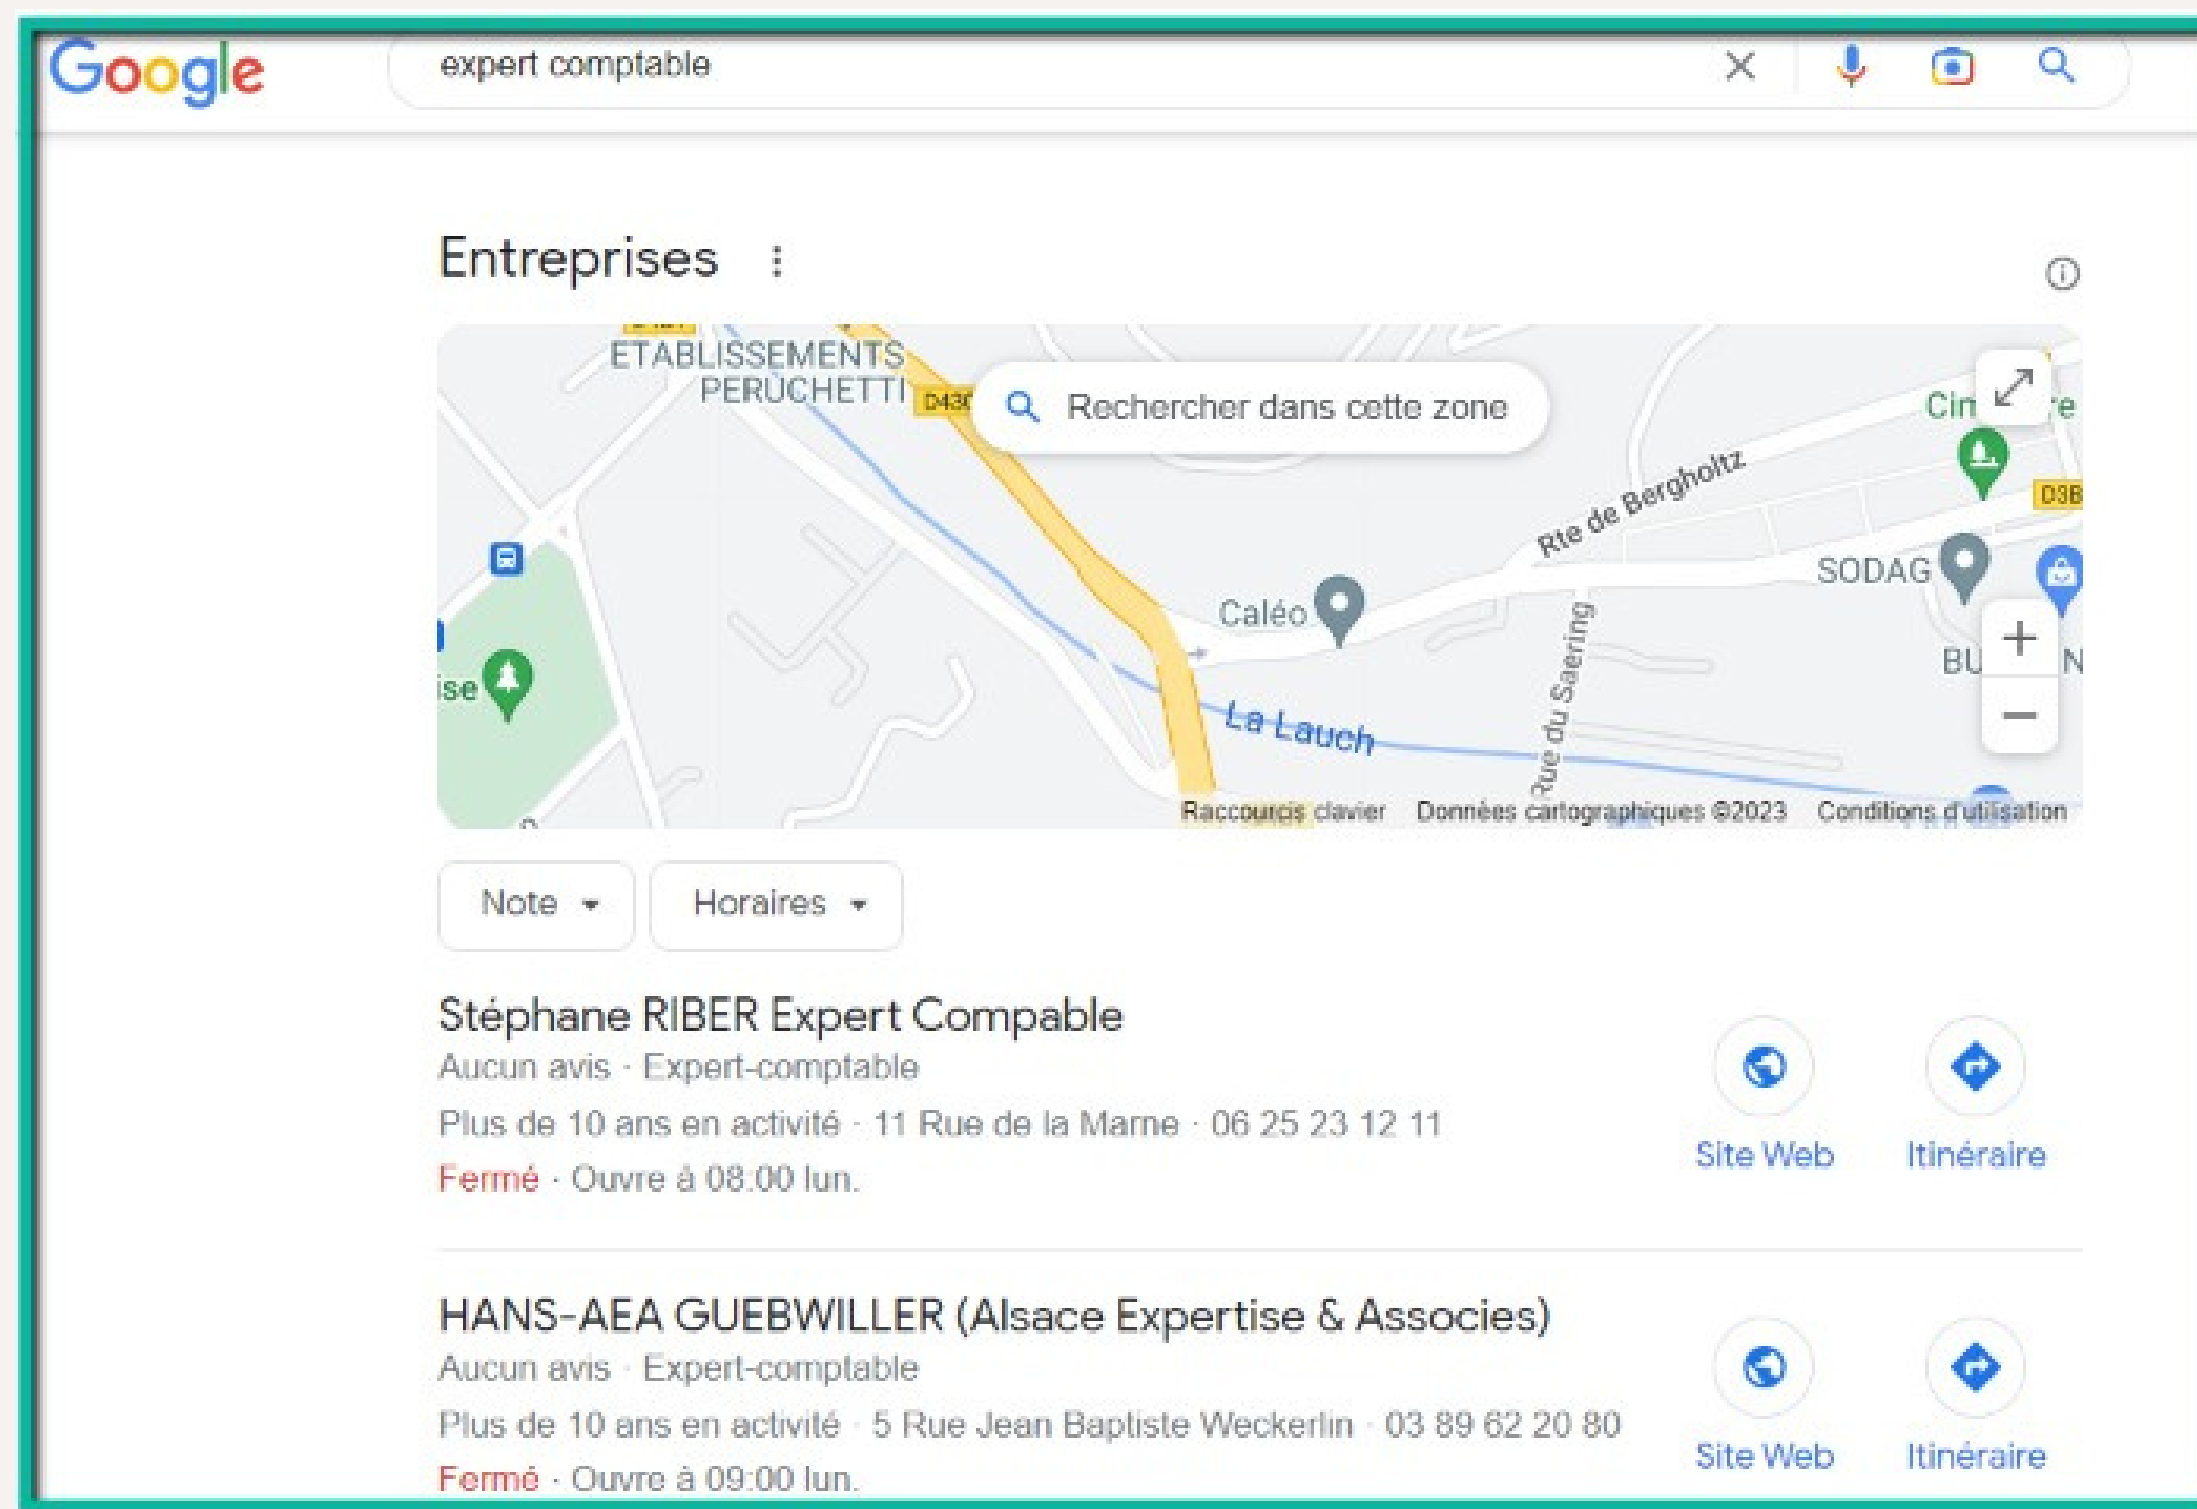 Google
expert comptable
Entreprises
ETABLISSEMENTS
PERUCHETTI
Rechercher dans cette zone
Rte de Bergholtz
D3B
SODAG
Caléo
ise
Rue du Saering
La Lauch
Raccourcis clavier Données cartographiques ©2023 Conditions d'utilisation
Note Horaires
Stéphane RIBER Expert Compable
Aucun avis · Expert-comptable
Plus de 10 ans en activité · 11 Rue de la Marne · 06 25 23 12 11
Fermé · Ouvre à 08:00 lun.
Site Web Itinéraire
HANS-AEA GUEBWILLER (Alsace Expertise & Associes)
Aucun avis · Expert-comptable
Plus de 10 ans en activité · 5 Rue Jean Baptiste Weckerlin · 03 89 62 20 80
Fermé · Ouvre à 09:00 lun.
Site Web Itinéraire